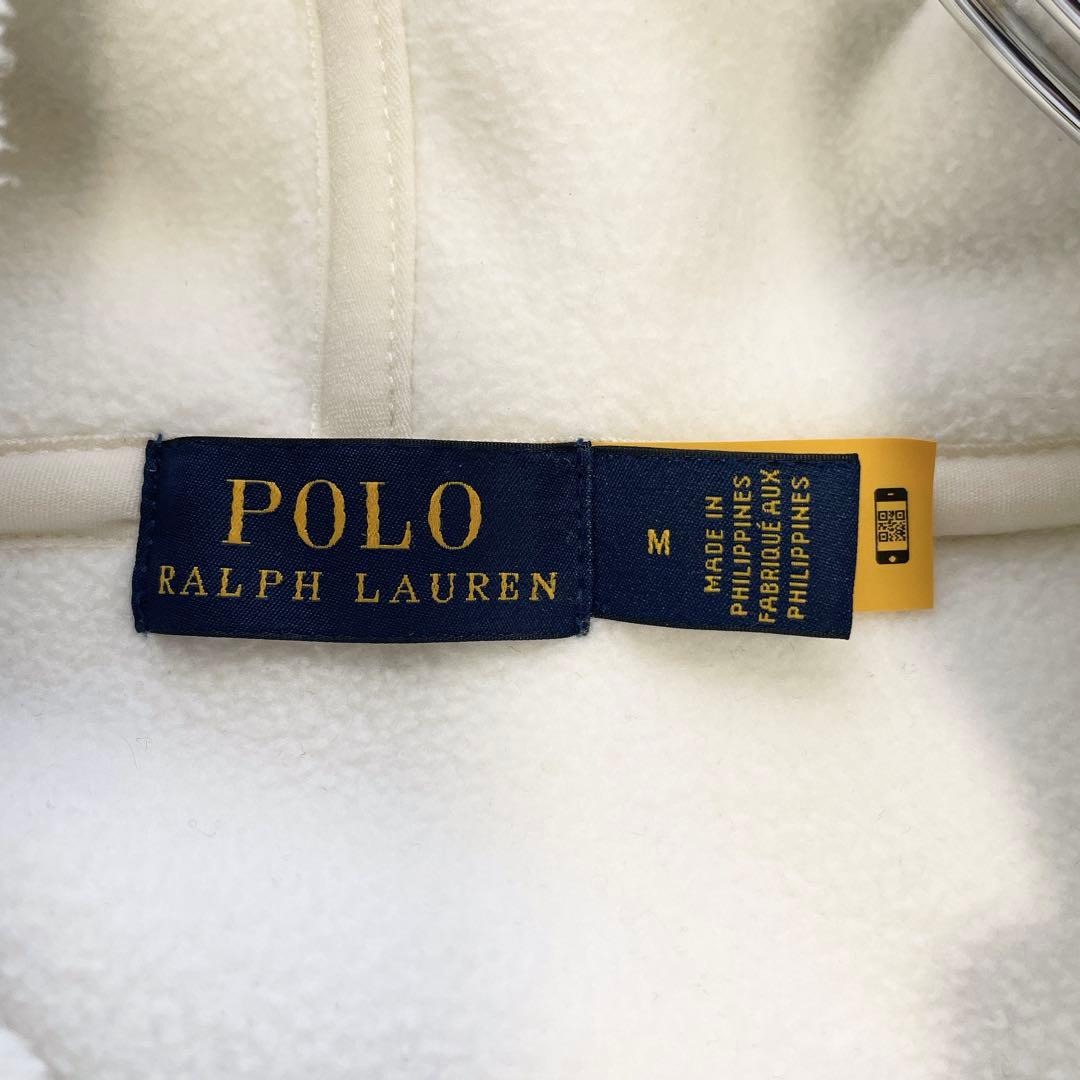 POLO
RALPH LAUREN
M
MADE IN
PHILIPPINES
FABRIQUÉ AUX
PHILIPPINES